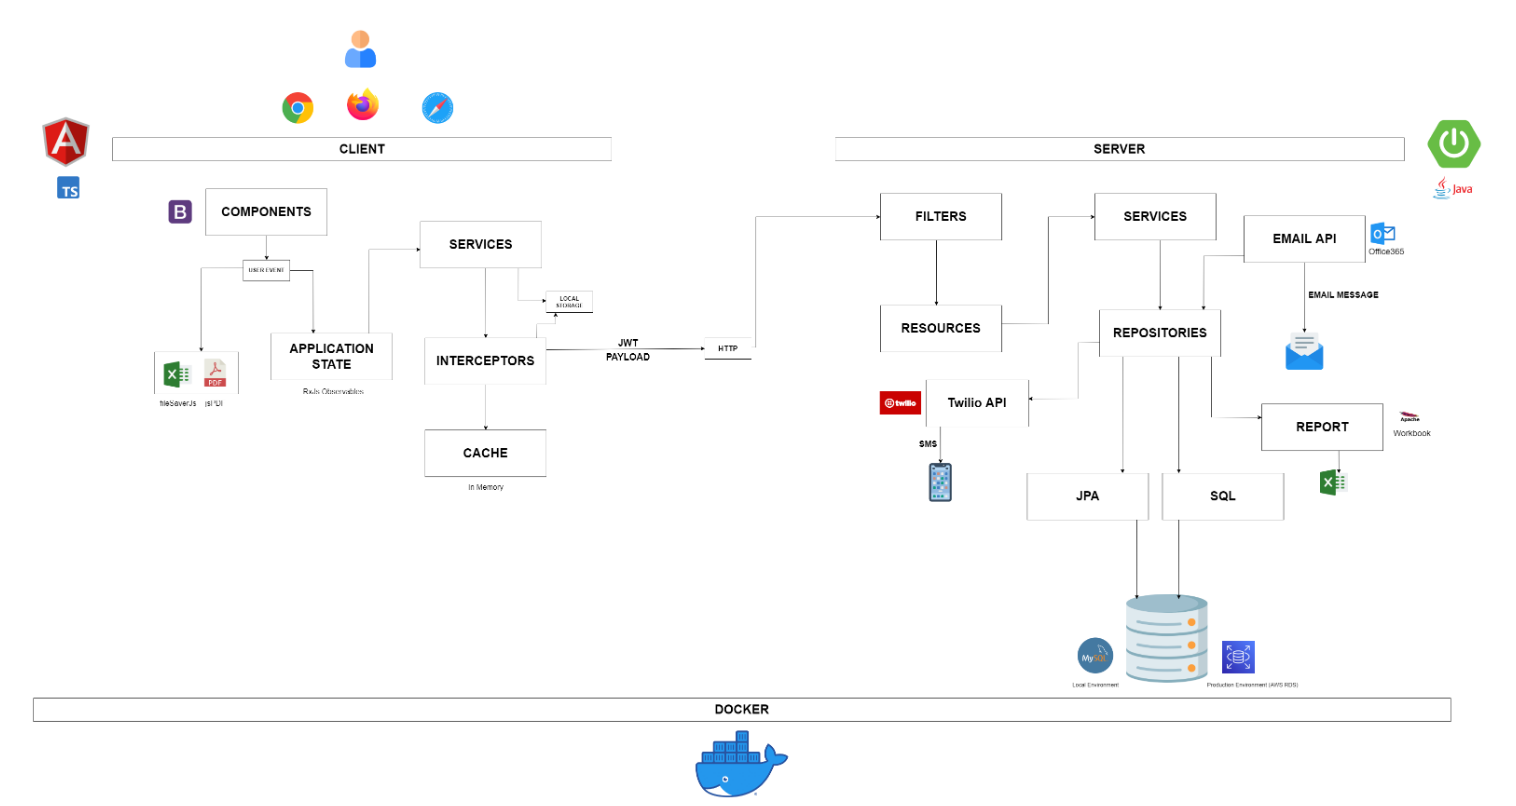 CLIENT
SERVER
TS
Java
B
COMPONENTS
USER EVENT
SERVICES
LOCAL
STORAGE
APPLICATION
STATE
RxJs Observables
INTERCEPTORS
JWT
PAYLOAD
HTTP
PDF
fileSaverJs
jsPDF
CACHE
In Memory
FILTERS
SERVICES
EMAIL API
Office365
EMAIL MESSAGE
RESOURCES
REPOSITORIES
twilio
Twilio API
SMS
REPORT
Apache
Workbook
JPA
SQL
MySQL
Local Environment
Production Environment (AWS RDS)
DOCKER